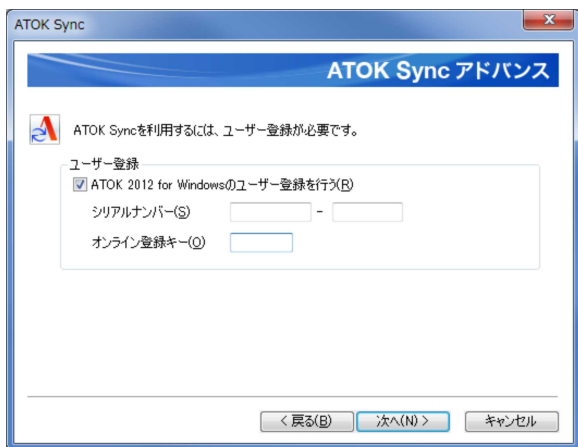 ATOK Sync
ATOK Sync アドバンス
ATOK Syncを利用するには、ユーザー登録が必要です。
ユーザー登録
ATOK 2012 for Windowsのユーザー登録を行う(R)
シリアルナンバー(S) -
オンライン登録キー(O)
< 戻る(B) 次へ(N) > キャンセル